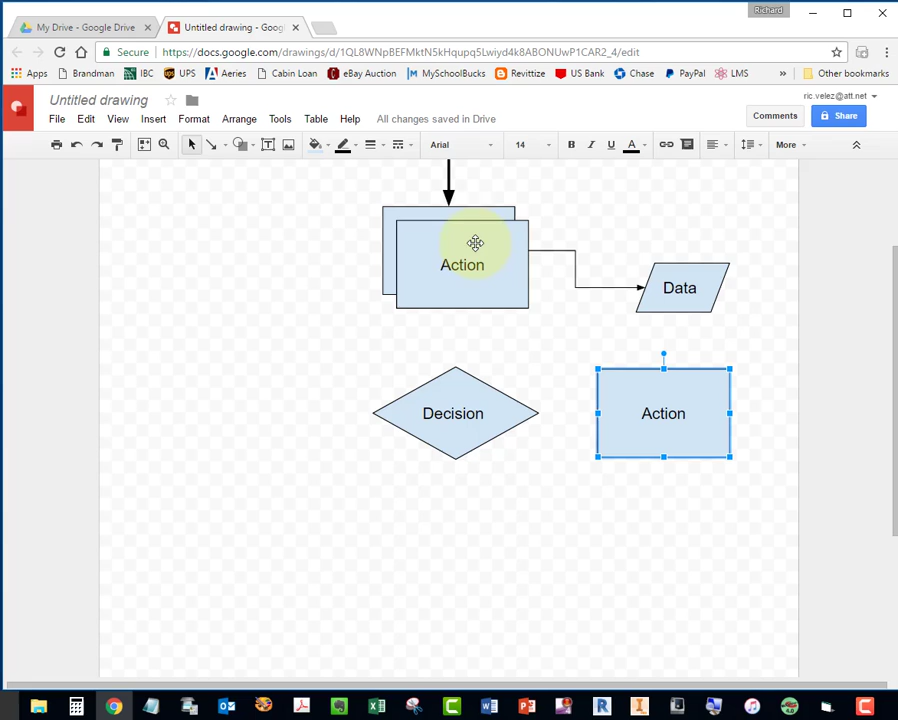 Richard
My Drive - Google Drive
Untitled drawing - Goog
Secure
https://docs.google.com/drawings/d/1QL8WNpBEFMktN5kHqupq5Lwiyd4k8ABONUwP1CAR2_4/edit
Apps
Brandman
IBC
UPS
Aeries
Cabin Loan
eBay Auction
MySchoolBucks
Revittize
US Bank
Chase
PayPal
LMS
»
Other bookmarks
Untitled drawing
ric.velez@att.net
File
Edit
View
Insert
Format
Arrange
Tools
Table
Help
All changes saved in Drive
Comments
Share
Arial
14
B
I
U
A
More
Action
Data
Decision
Action